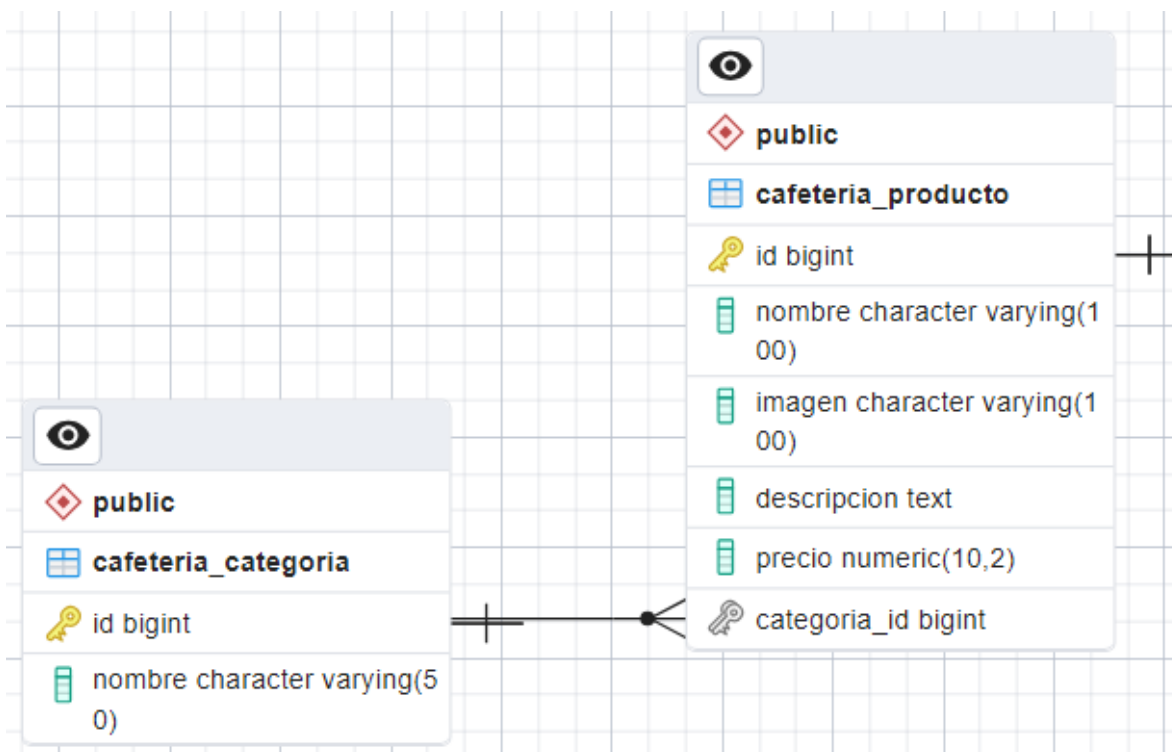 public
cafeteria_producto
id bigint
nombre character varying(1
00)
imagen character varying(1
00)
descripcion text
precio numeric(10,2)
categoria_id bigint
public
cafeteria_categoria
id bigint
nombre character varying(5
0)